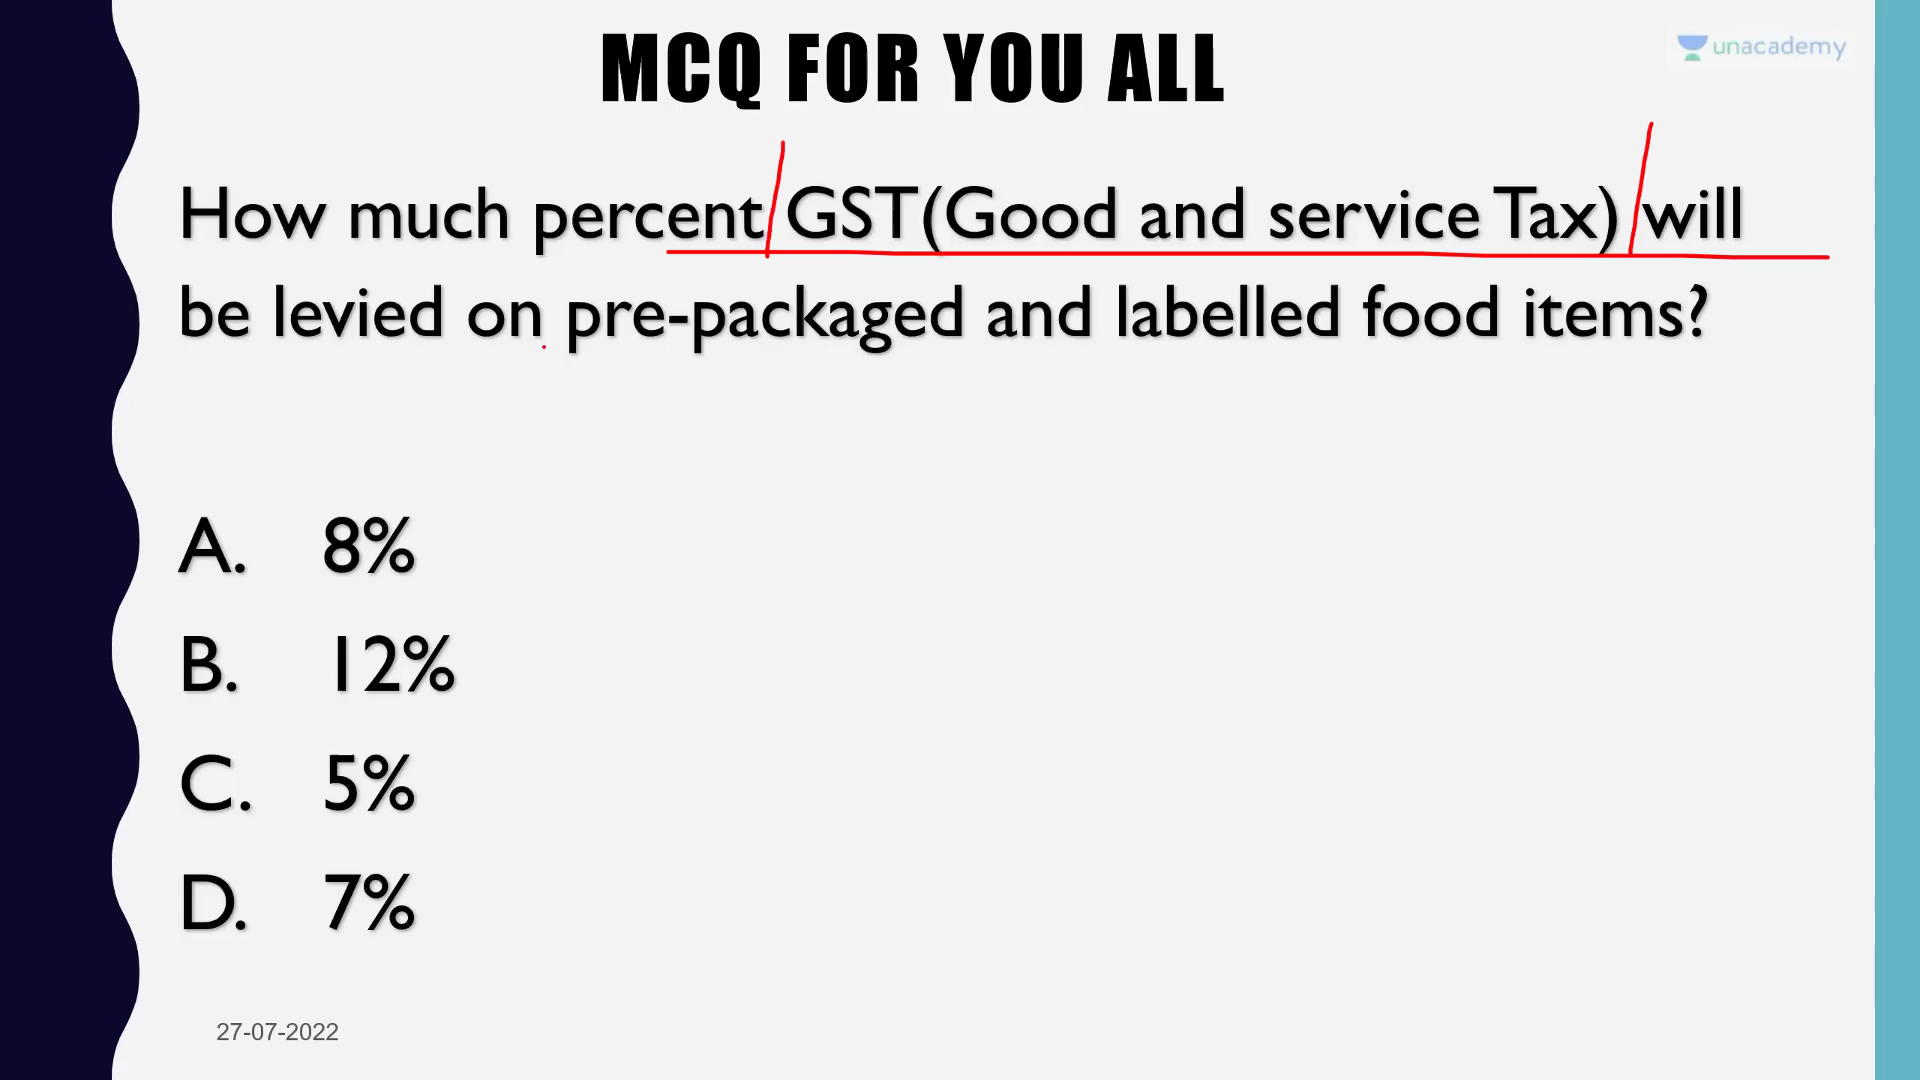 MCQ FOR YOU ALL
unacademy
How much percent GST(Good and service Tax) will
be levied on pre-packaged and labelled food items?
A. 8%
B. 12%
C. 5%
D. 7%
27-07-2022